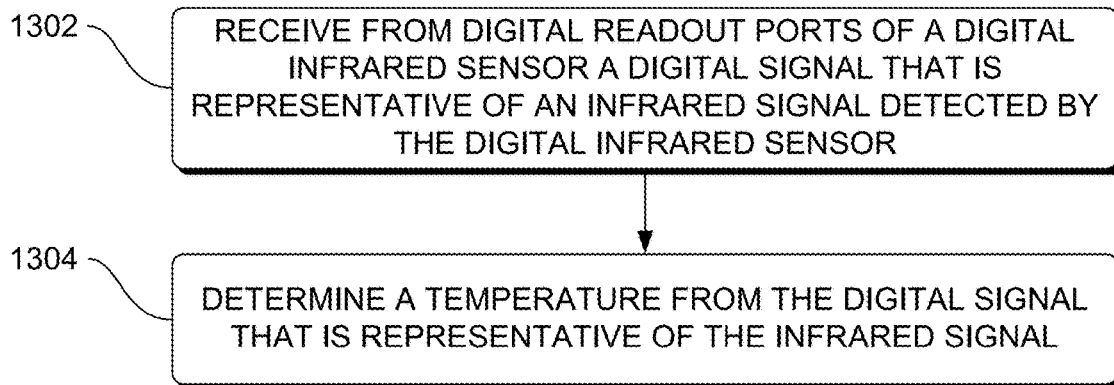 1302
RECEIVE FROM DIGITAL READOUT PORTS OF A DIGITAL
INFRARED SENSOR A DIGITAL SIGNAL THAT IS
REPRESENTATIVE OF AN INFRARED SIGNAL DETECTED BY
THE DIGITAL INFRARED SENSOR
1304
DETERMINE A TEMPERATURE FROM THE DIGITAL SIGNAL
THAT IS REPRESENTATIVE OF THE INFRARED SIGNAL